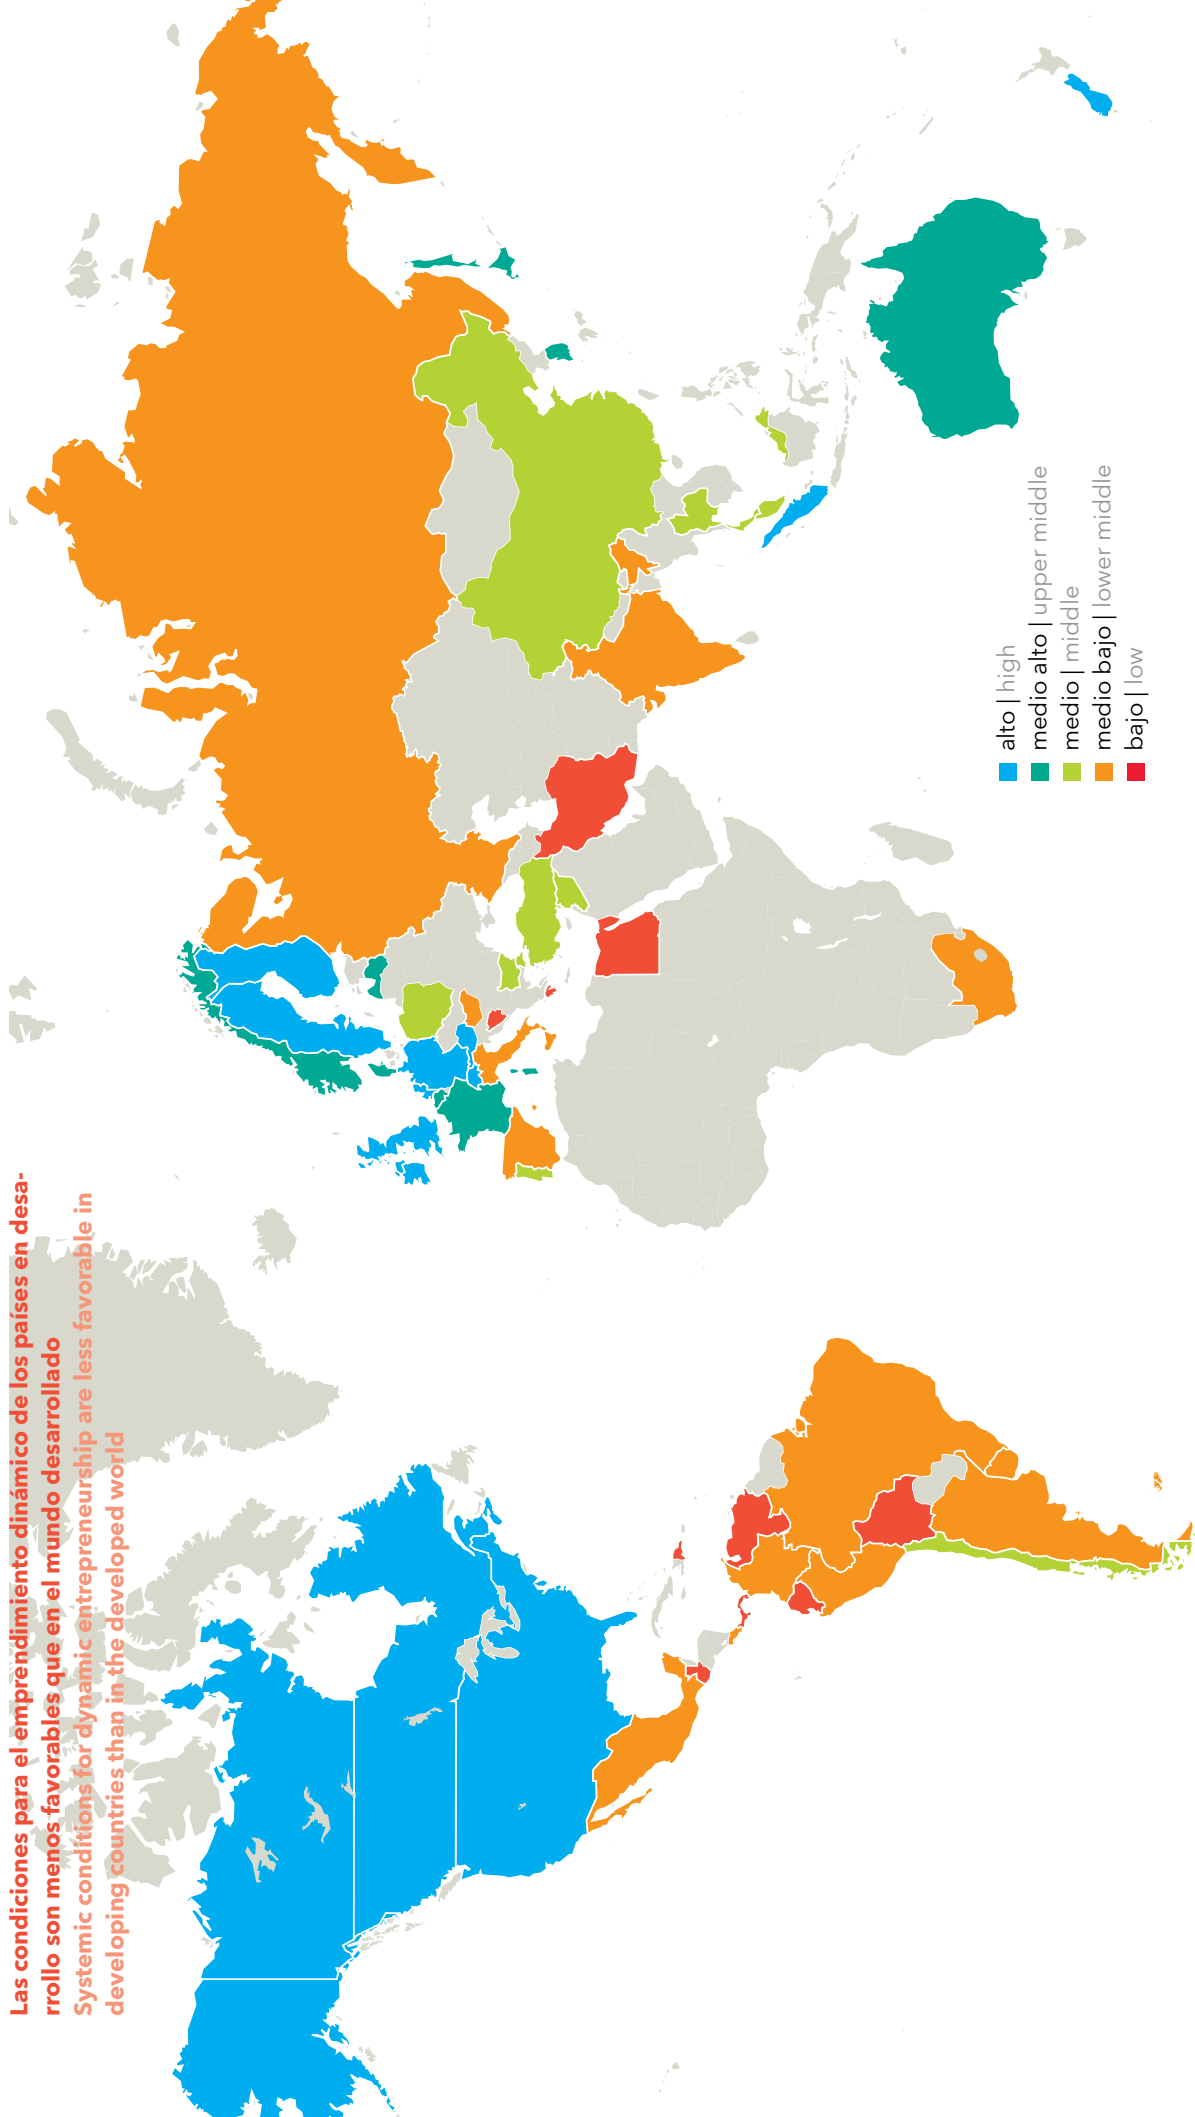 Las condiciones para el emprendimiento dinámico de los países en desa-
rrollo son menos favorables que en el mundo desarrollado
Systemic conditions for dynamic entrepreneurship are less favorable in
developing countries than in the developed world
alto | high
medio alto | upper middle
medio | middle
medio bajo | lower middle
bajo | low